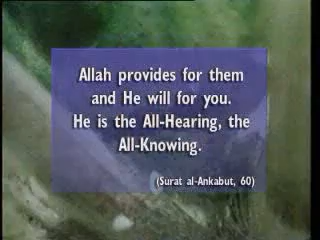 Allah provides for them
and He will for you.
He is the All-Hearing, the
All-Knowing.
(Surat al-Ankabut, 60)